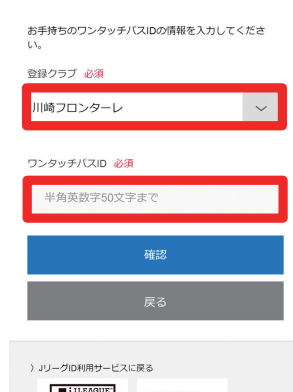 お手持ちのワンタッチパスIDの情報を入力してくださ
い。
登録クラブ 必須
川崎フロンターレ
ワンタッチパスID 必須
半角英数字50文字まで
確認
戻る
〉JリーグID利用サービスに戻る
J.LEAGUE